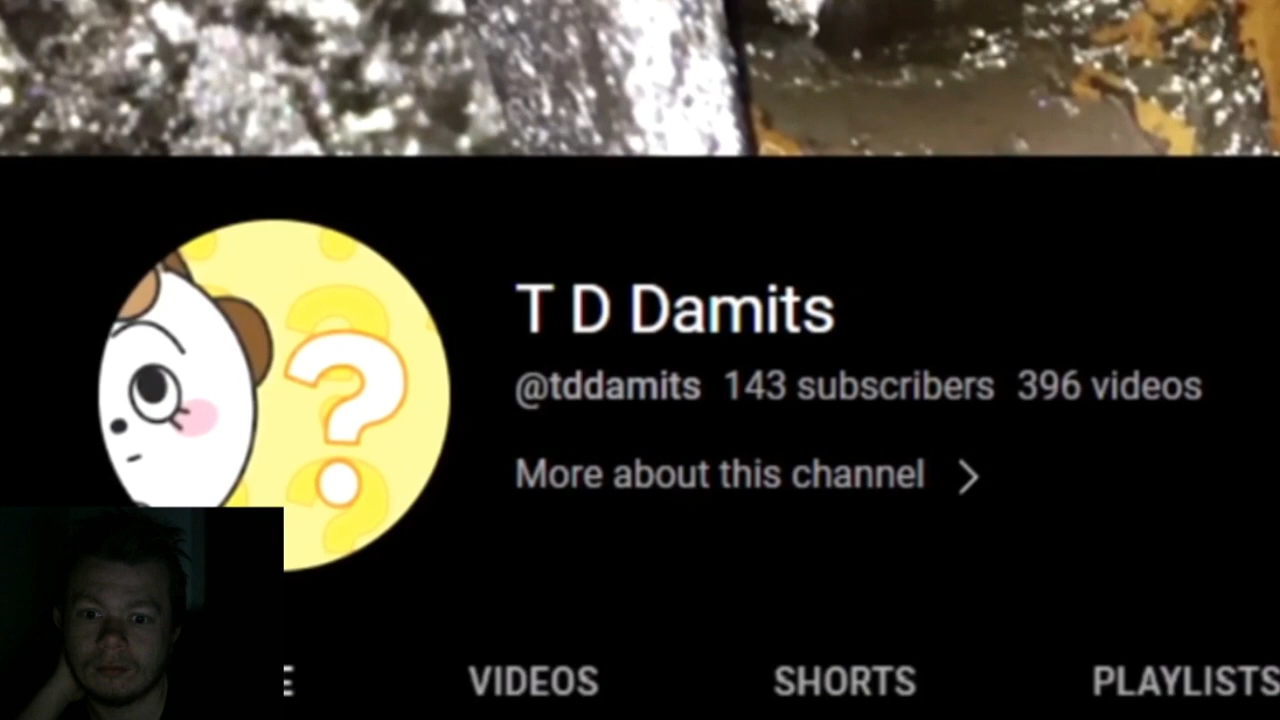 T D Damits
@tddamits 143 subscribers 396 videos
More about this channel
VIDEOS SHORTS PLAYLISTS